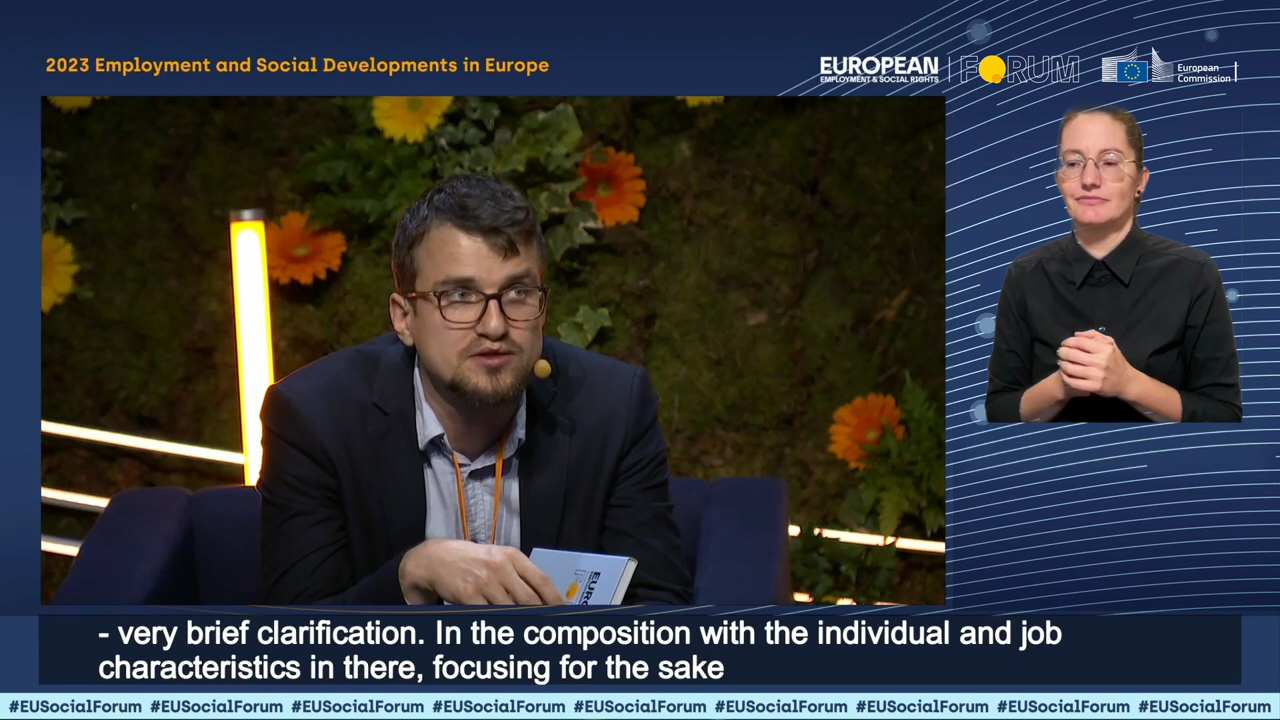 2023 Employment and Social Developments in Europe
EUROPEAN
EMPLOYMENT & SOCIAL RIGHTS
FORUM
European
Commission
- very brief clarification. In the composition with the individual and job
characteristics in there, focusing for the sake
#EUSocialForum #EUSocialForum #EUSocialForum #EUSocialForum #EUSocialForum #EUSocialForum #EUSocialForum #EUSocialForum #EUSocialForum